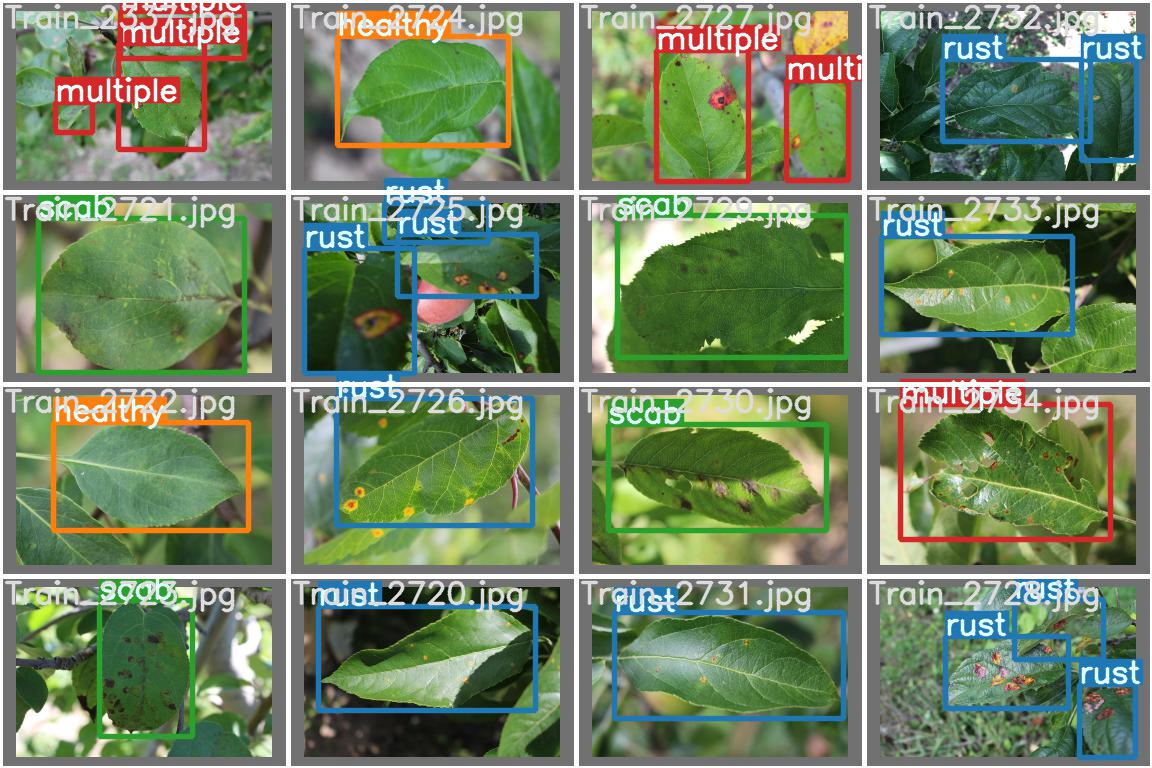 multiple
multiple
multiple
Train_2724.jpg
healthy
Train_2727.jpg
multiple
multi
Train_2732.jpg
rust
rust
Train_2721.jpg
scab
Train_2725.jpg
rust
rust
rust
Train_2729.jpg
scab
Train_2733.jpg
rust
Train_2722.jpg
healthy
Train_2726.jpg
rust
Train_2730.jpg
scab
Train_2734.jpg
multiple
Train_2723.jpg
scab
Train_2720.jpg
rust
Train_2731.jpg
rust
Train_2728.jpg
rust
rust
rust